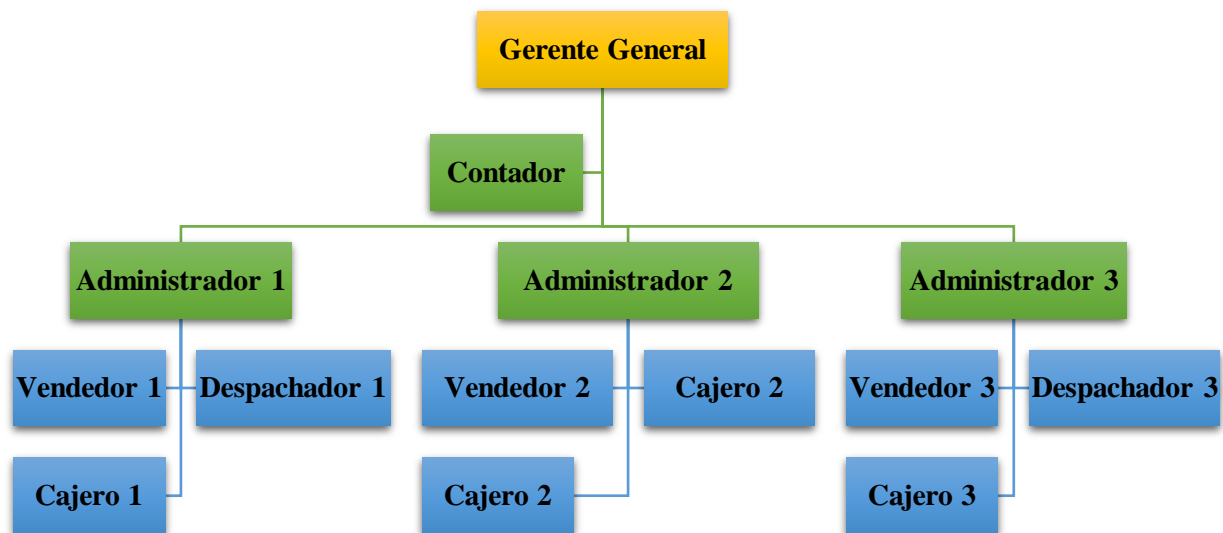 Gerente General
Contador
Administrador 1
Administrador 2
Administrador 3
Vendedor 1
Despachador 1
Vendedor 2
Cajero 2
Vendedor 3
Despachador 3
Cajero 1
Cajero 2
Cajero 3